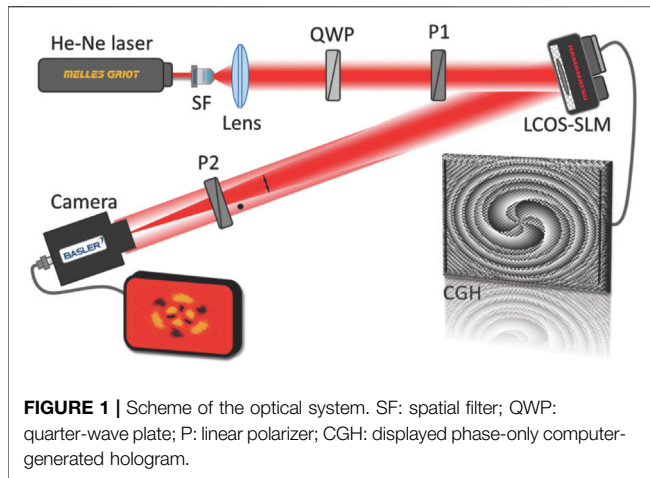 He-Ne laser
MELLES GRIOT
SF
Lens
QWP
P1
HAMAMATSU
LCOS-SLM
P2
Camera
BASLER
CGH
FIGURE 1 | Scheme of the optical system. SF: spatial filter; QWP:
quarter-wave plate; P: linear polarizer; CGH: displayed phase-only computer-
generated hologram.